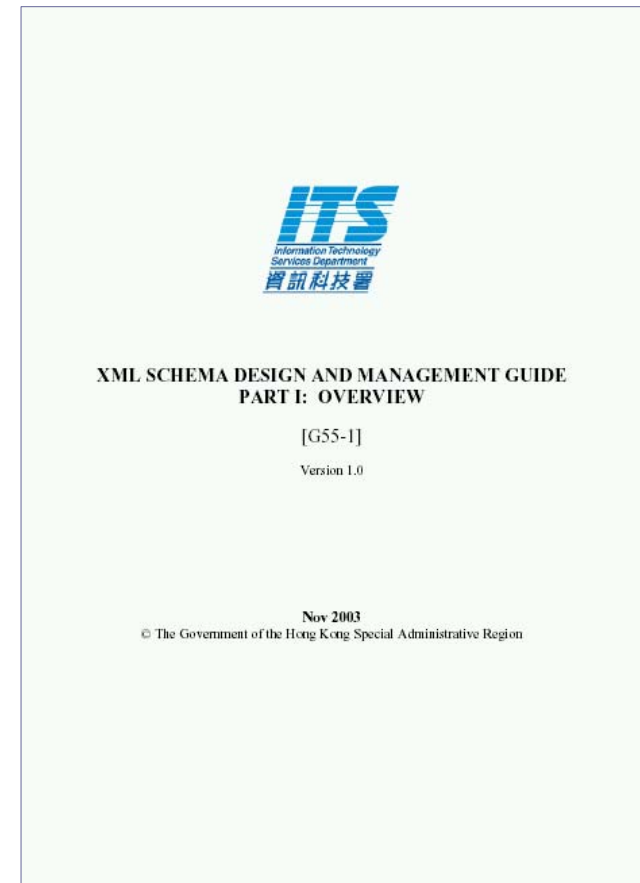 ITS
Information Technology
Services Department
資訊科技署
XML SCHEMA DESIGN AND MANAGEMENT GUIDE
PART I: OVERVIEW
[G55-1]
Version 1.0
Nov 2003
© The Government of the Hong Kong Special Administrative Region